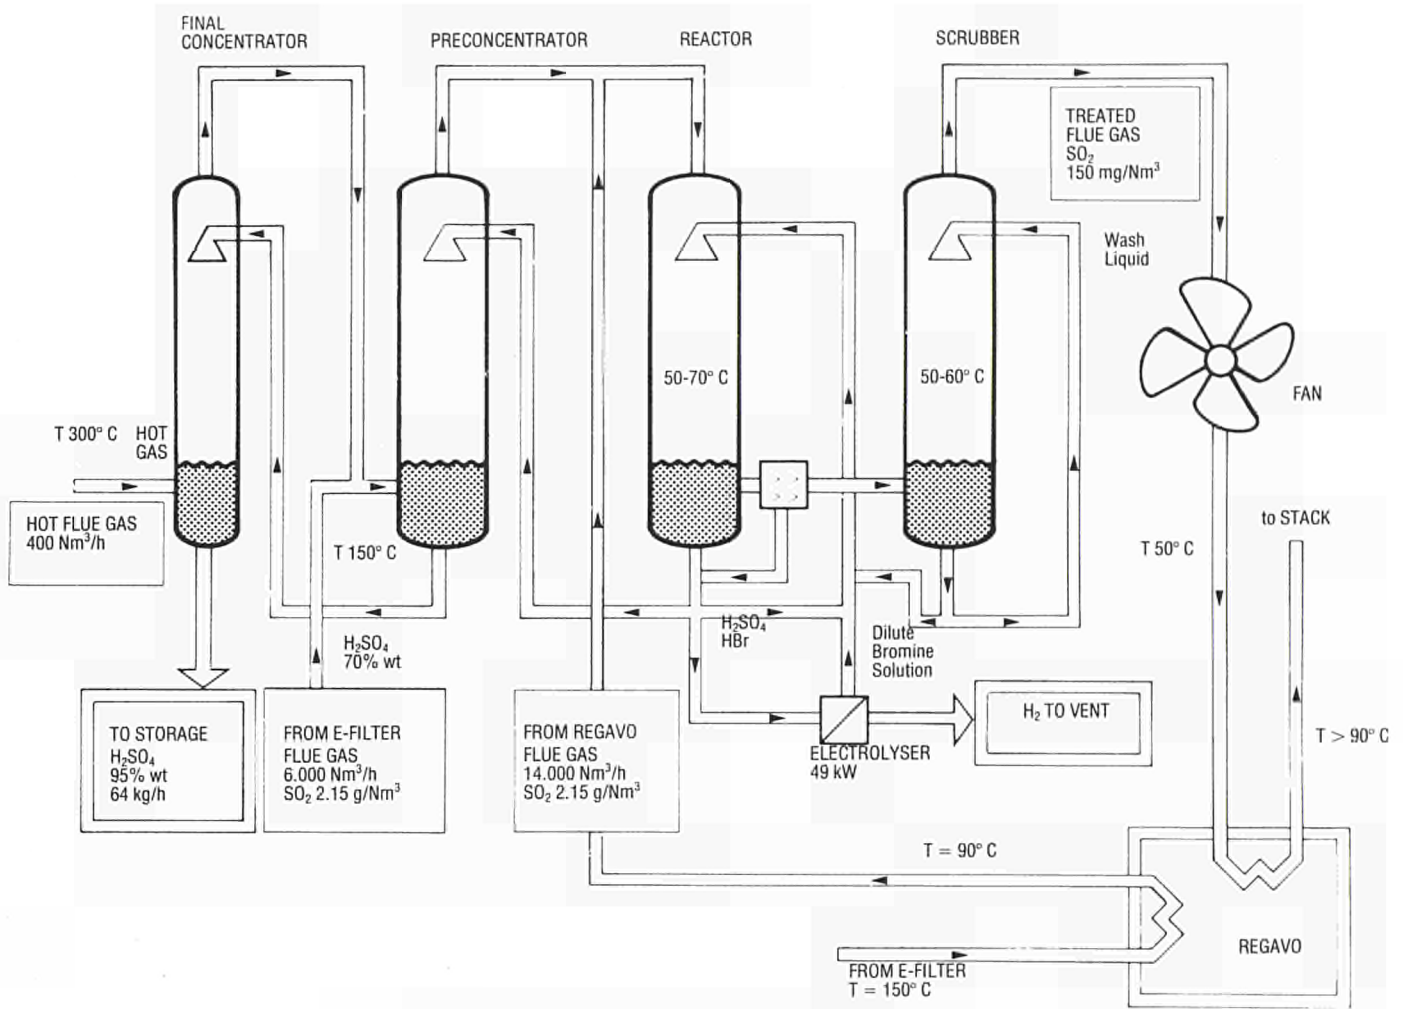 FINAL
CONCENTRATOR
PRECONCENTRATOR
REACTOR
SCRUBBER
TREATED
FLUE GAS
SO₂
150 mg/Nm³
Wash
Liquid
50-70° C
50-60° C
FAN
T 300° C HOT
GAS
HOT FLUE GAS
400 Nm³/h
T 150° C
T 50° C
to STACK
H₂SO₄
70% wt
H₂SO₄
HBr
Dilute
Bromine
Solution
TO STORAGE
H₂SO₄
95% wt
64 kg/h
FROM E-FILTER
FLUE GAS
6.000 Nm³/h
SO₂ 2.15 g/Nm³
FROM REGAVO
FLUE GAS
14.000 Nm³/h
SO₂ 2.15 g/Nm³
ELECTROLYSER
49 kW
H₂ TO VENT
T > 90° C
T = 90° C
REGAVO
FROM E-FILTER
T = 150° C